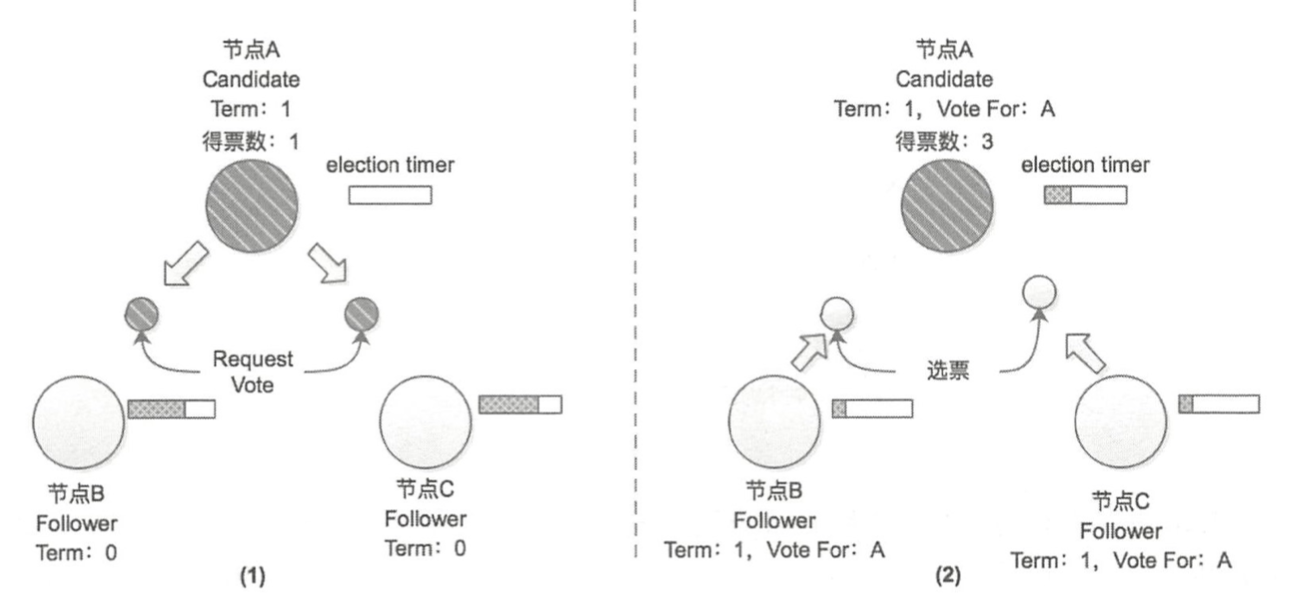 节点A
Candidate
Term：1
得票数：1
election timer
Request
Vote
节点B
Follower
Term：0
节点C
Follower
Term：0
(1)
节点A
Candidate
Term：1，Vote For：A
得票数：3
election timer
选票
节点B
Follower
Term：1，Vote For：A
节点C
Follower
Term：1，Vote For：A
(2)